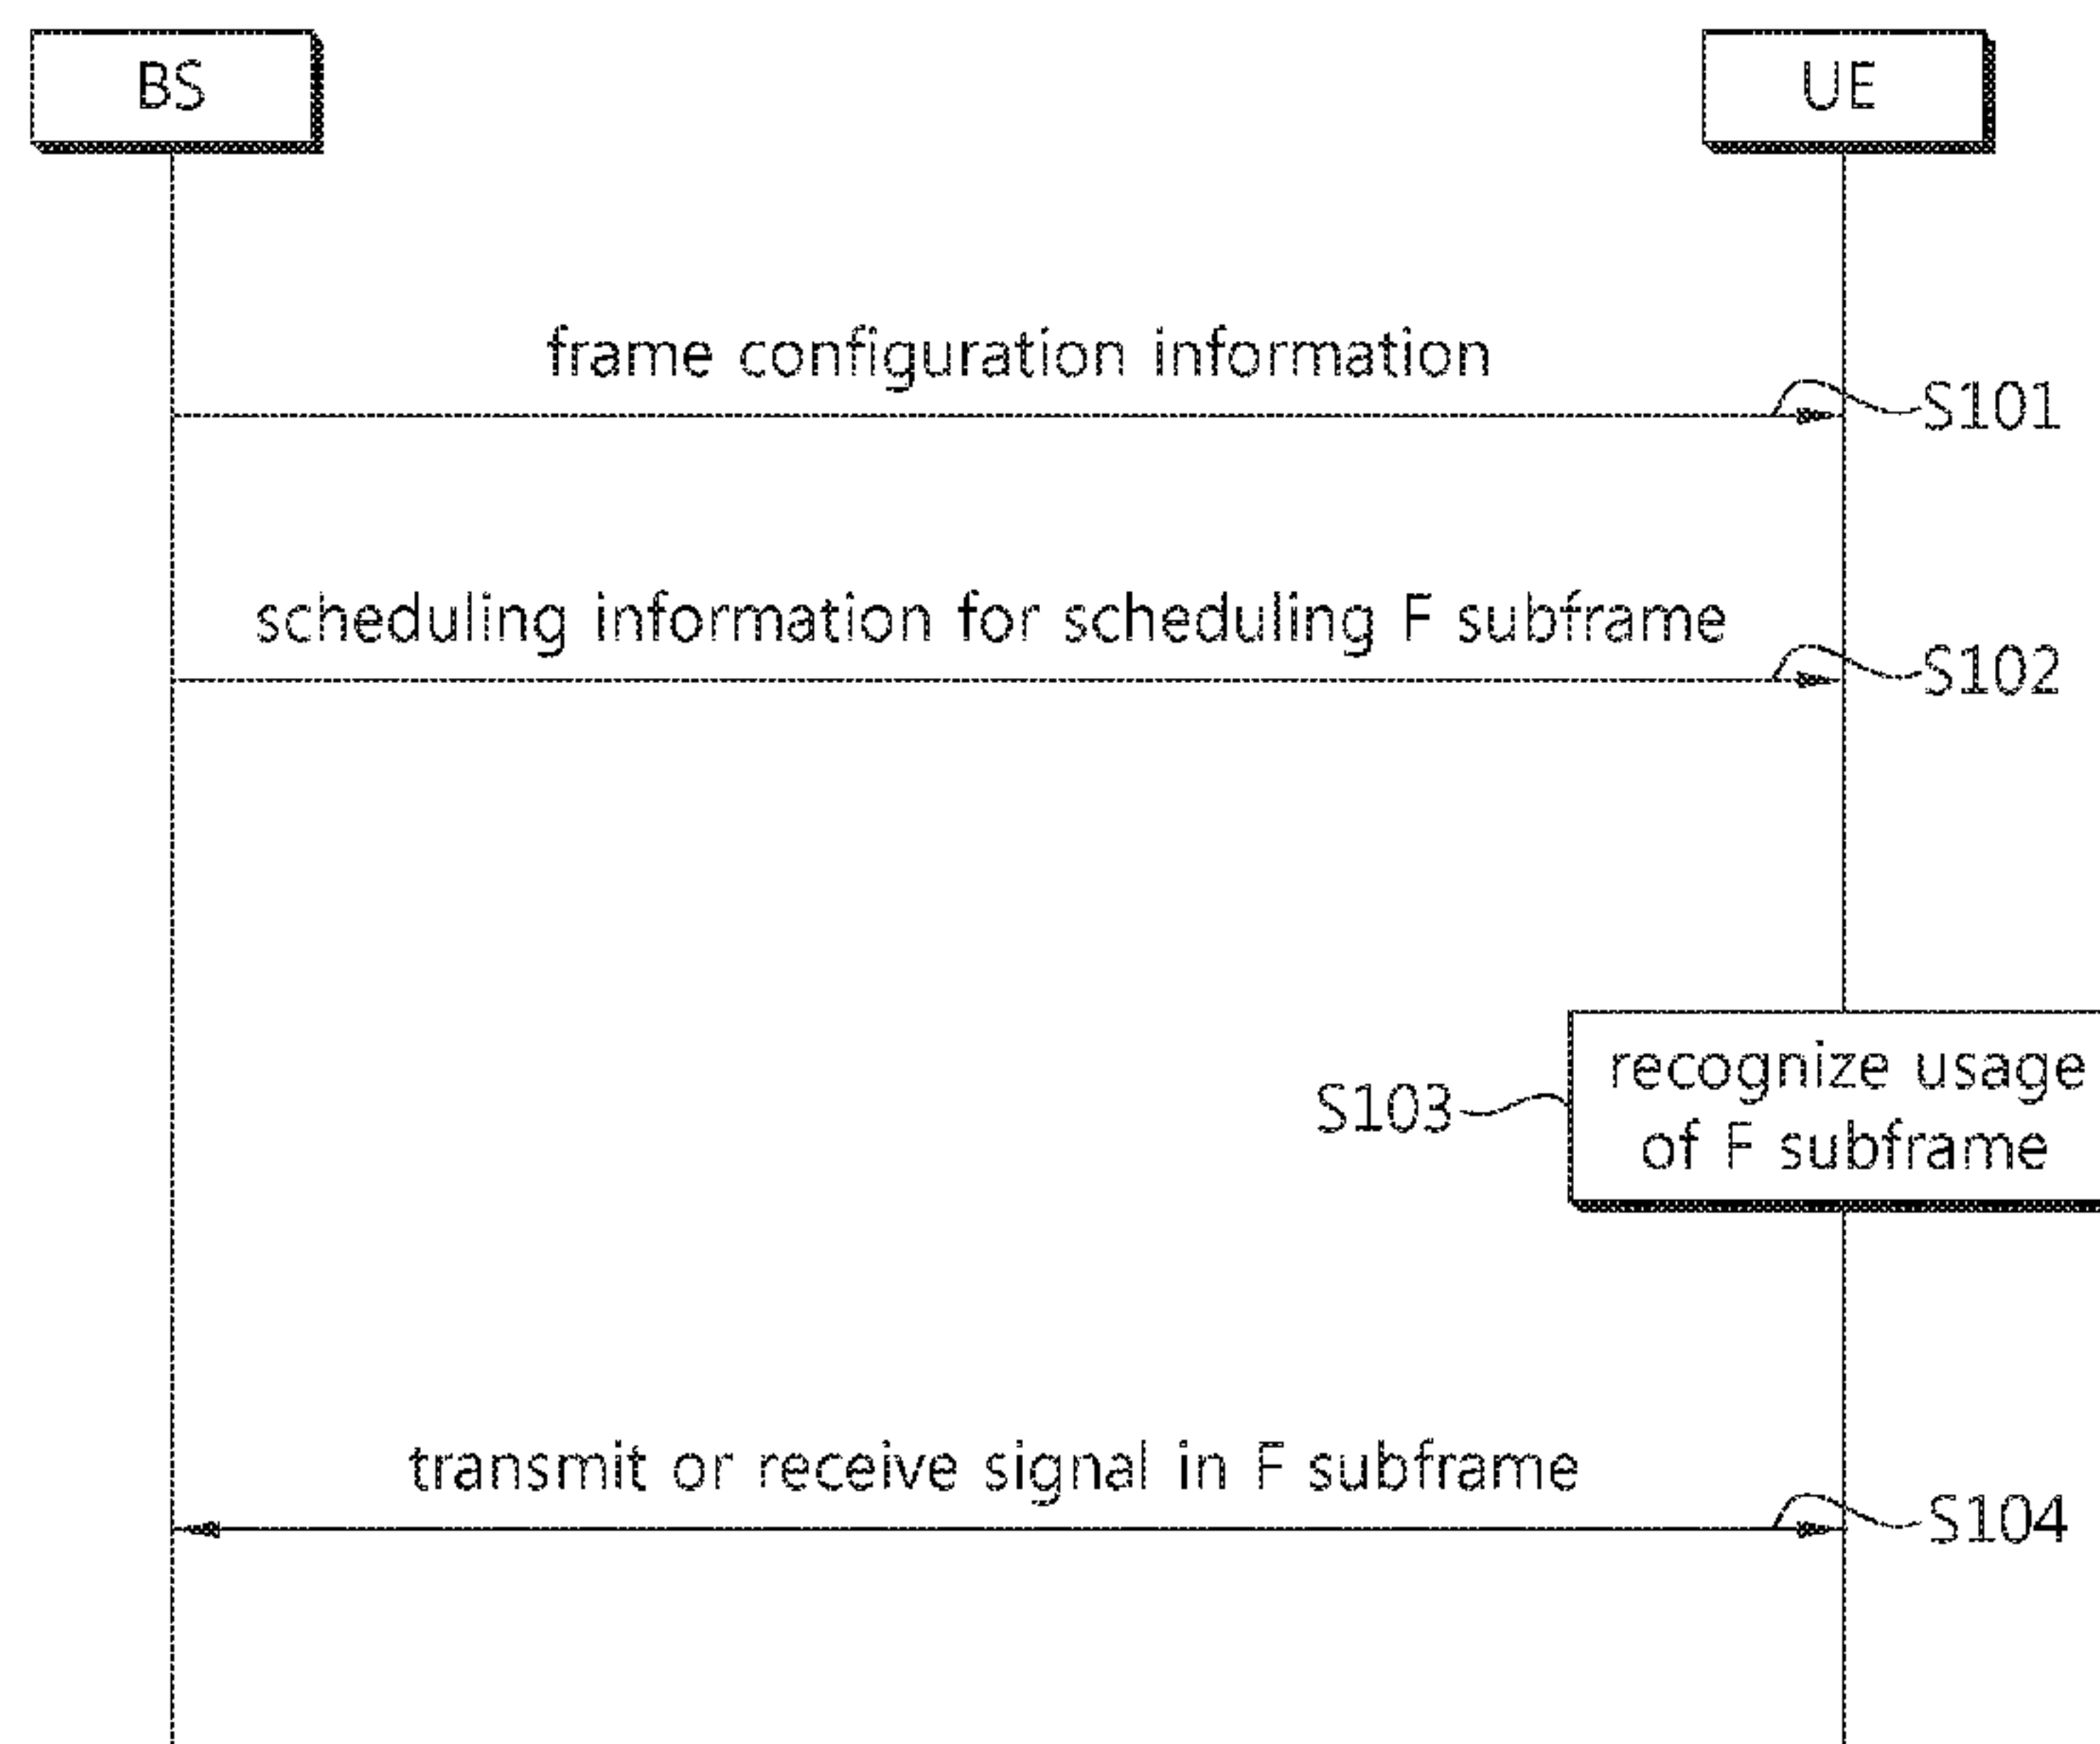 BS
UE
frame configuration information
S101
scheduling information for scheduling F subframe
S102
recognize usage
S103
of F subframe
transmit or receive signal in F subframe
S104